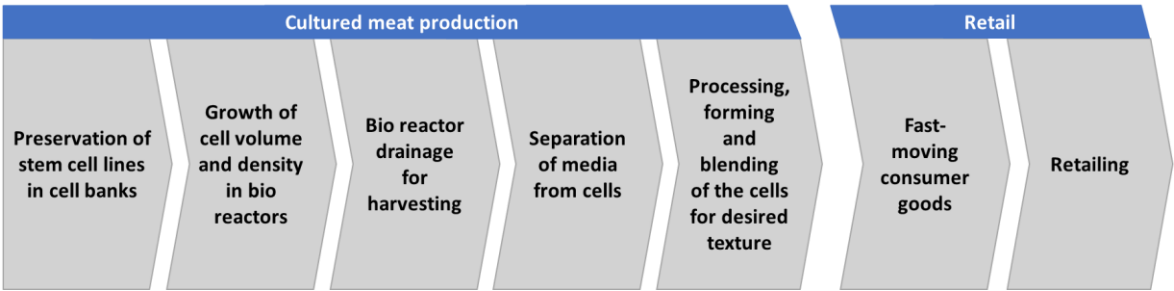 Cultured meat production
Retail
Preservation of
stem cell lines
in cell banks
Growth of
cell volume
and density
in bio
reactors
Bio reactor
drainage
for
harvesting
Separation
of media
from cells
Processing,
forming
and
blending
of the cells
for desired
texture
Fast-
moving
consumer
goods
Retailing